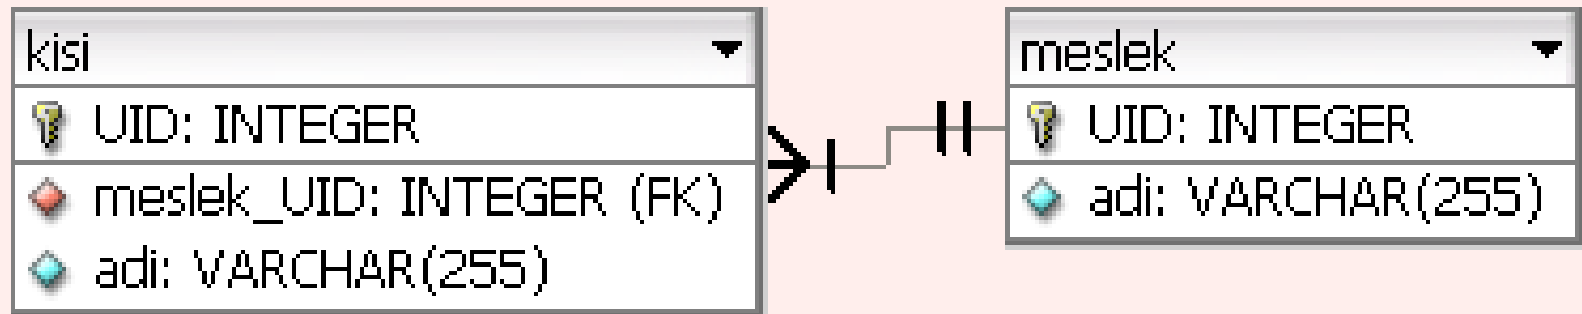 kisi
UID: INTEGER
meslek_UID: INTEGER (FK)
adi: VARCHAR(255)
meslek
UID: INTEGER
adi: VARCHAR(255)